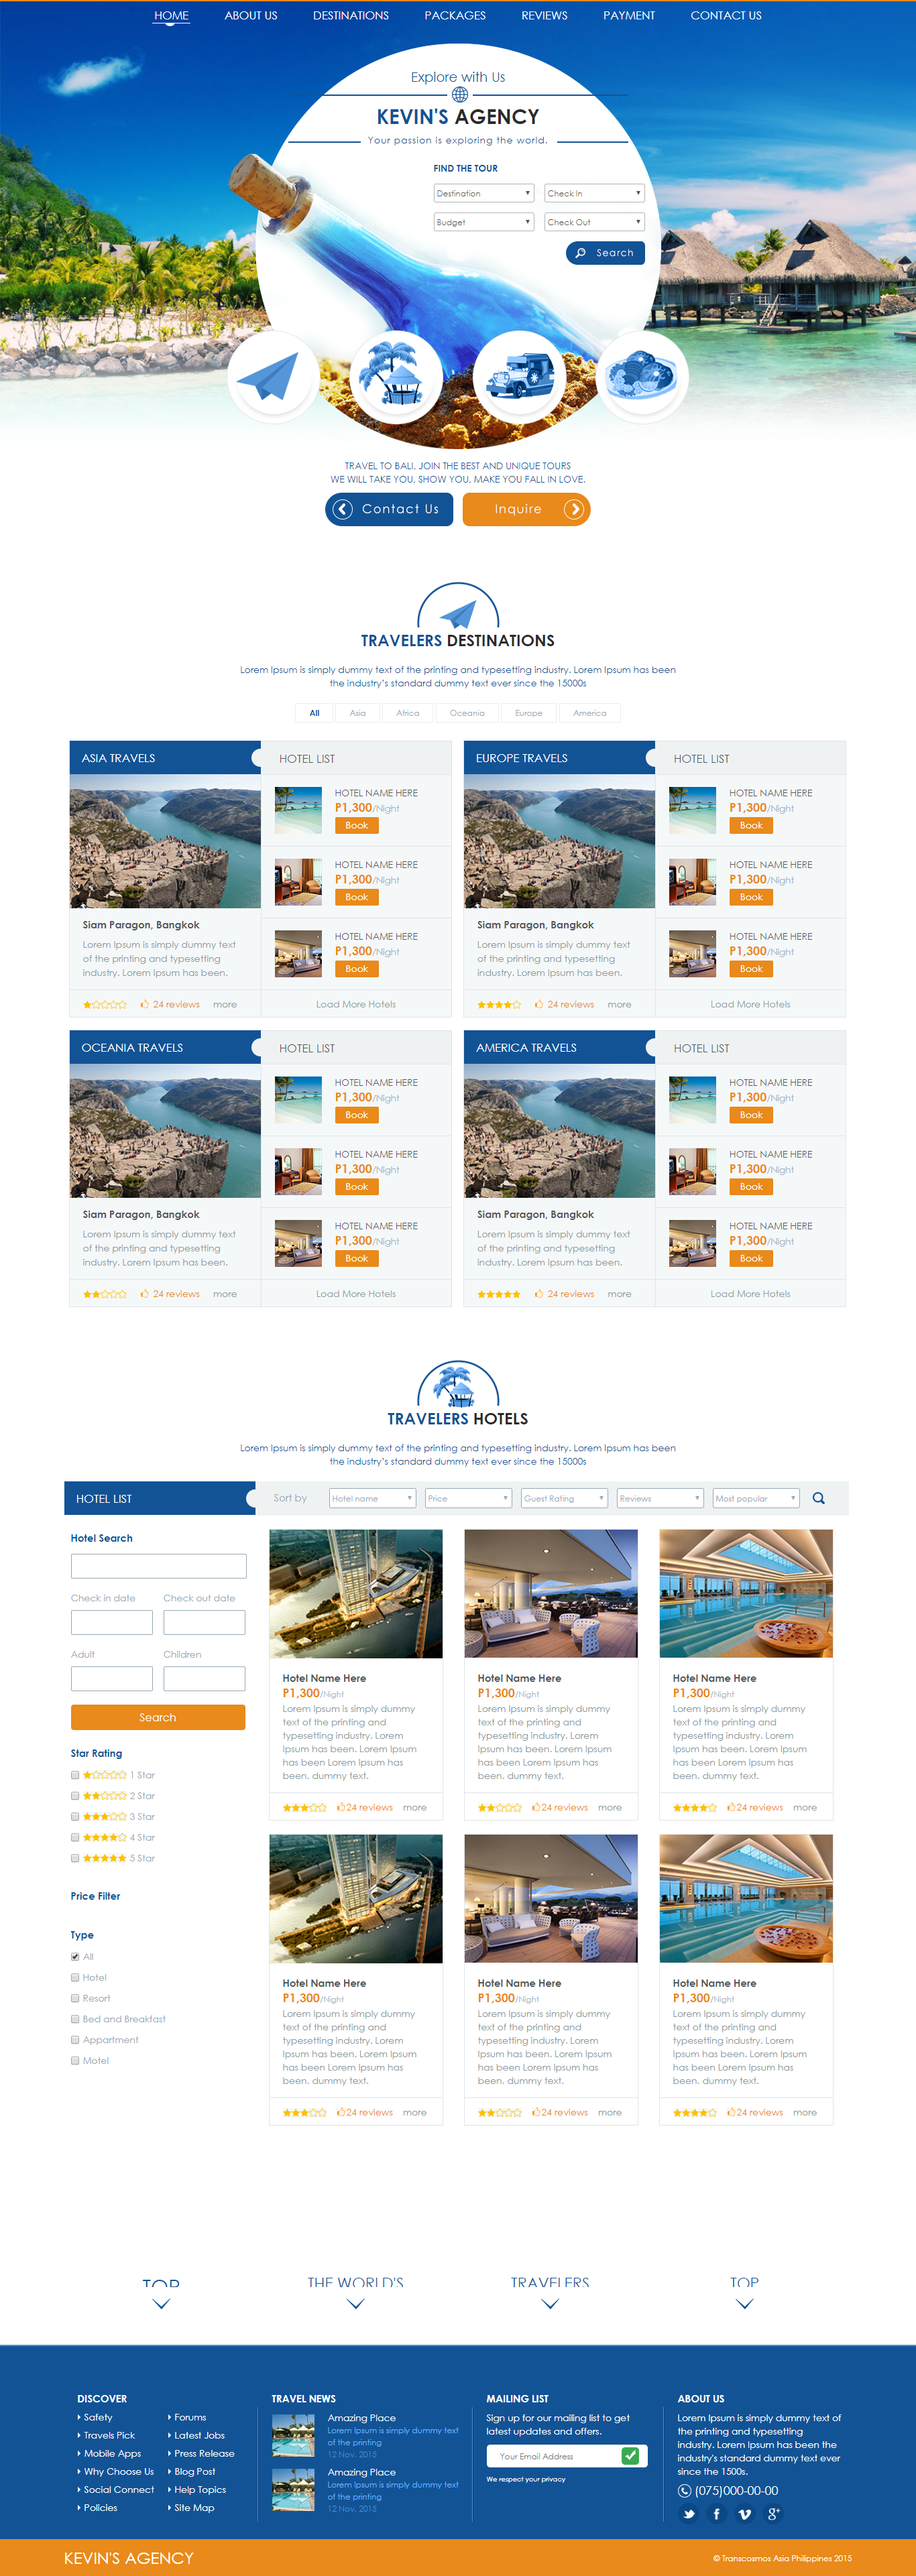 HOME ABOUT US DESTINATIONS PACKAGES REVIEWS PAYMENT CONTACT US
Explore with Us
KEVIN'S AGENCY
Your passion is exploring the world.
FIND THE TOUR
Destination Check In
Budget Check Out
Search
TRAVEL TO BALI. JOIN THE BEST AND UNIQUE TOURS
WE WILL TAKE YOU, SHOW YOU, MAKE YOU FALL IN LOVE.
Contact Us Inquire
TRAVELERS DESTINATIONS
Lorem Ipsum is simply dummy text of the printing and typesetting industry. Lorem Ipsum has been
the industry's standard dummy text ever since the 15000s
All Asia Africa Oceania Europe America
ASIA TRAVELS
Siam Paragon, Bangkok
Lorem Ipsum is simply dummy text
of the printing and typesetting
industry. Lorem Ipsum has been.
24 reviews more
HOTEL LIST
HOTEL NAME HERE
P1,300/Night
Book
HOTEL NAME HERE
P1,300/Night
Book
HOTEL NAME HERE
P1,300/Night
Book
Load More Hotels
EUROPE TRAVELS
Siam Paragon, Bangkok
Lorem Ipsum is simply dummy text
of the printing and typesetting
industry. Lorem Ipsum has been.
24 reviews more
HOTEL LIST
HOTEL NAME HERE
P1,300/Night
Book
HOTEL NAME HERE
P1,300/Night
Book
HOTEL NAME HERE
P1,300/Night
Book
Load More Hotels
OCEANIA TRAVELS
Siam Paragon, Bangkok
Lorem Ipsum is simply dummy text
of the printing and typesetting
industry. Lorem Ipsum has been.
24 reviews more
HOTEL LIST
HOTEL NAME HERE
P1,300/Night
Book
HOTEL NAME HERE
P1,300/Night
Book
HOTEL NAME HERE
P1,300/Night
Book
Load More Hotels
AMERICA TRAVELS
Siam Paragon, Bangkok
Lorem Ipsum is simply dummy text
of the printing and typesetting
industry. Lorem Ipsum has been.
24 reviews more
HOTEL LIST
HOTEL NAME HERE
P1,300/Night
Book
HOTEL NAME HERE
P1,300/Night
Book
HOTEL NAME HERE
P1,300/Night
Book
Load More Hotels
TRAVELERS HOTELS
Lorem Ipsum is simply dummy text of the printing and typesetting industry. Lorem Ipsum has been
the industry's standard dummy text ever since the 15000s
HOTEL LIST
Sort by Hotel name Price Guest Rating Reviews Most popular
Hotel Search
Check in date Check out date
Adult Children
Search
Star Rating
1 Star
2 Star
3 Star
4 Star
5 Star
Price Filter
Type
All
Hotel
Resort
Bed and Breakfast
Appartment
Motel
Hotel Name Here
P1,300/Night
Lorem Ipsum is simply dummy
text of the printing and
typesetting industry. Lorem
Ipsum has been. Lorem Ipsum
has been Lorem Ipsum has
been. dummy text.
24 reviews more
Hotel Name Here
P1,300/Night
Lorem Ipsum is simply dummy
text of the printing and
typesetting industry. Lorem
Ipsum has been. Lorem Ipsum
has been Lorem Ipsum has
been. dummy text.
24 reviews more
Hotel Name Here
P1,300/Night
Lorem Ipsum is simply dummy
text of the printing and
typesetting industry. Lorem
Ipsum has been. Lorem Ipsum
has been Lorem Ipsum has
been. dummy text.
24 reviews more
Hotel Name Here
P1,300/Night
Lorem Ipsum is simply dummy
text of the printing and
typesetting industry. Lorem
Ipsum has been. Lorem Ipsum
has been Lorem Ipsum has
been. dummy text.
24 reviews more
Hotel Name Here
P1,300/Night
Lorem Ipsum is simply dummy
text of the printing and
typesetting industry. Lorem
Ipsum has been. Lorem Ipsum
has been Lorem Ipsum has
been. dummy text.
24 reviews more
Hotel Name Here
P1,300/Night
Lorem Ipsum is simply dummy
text of the printing and
typesetting industry. Lorem
Ipsum has been. Lorem Ipsum
has been Lorem Ipsum has
been. dummy text.
24 reviews more
TOP THE WORLD'S TRAVELERS TOP
DISCOVER
Safety
Travels Pick
Mobile Apps
Why Choose Us
Social Connect
Policies
Forums
Latest Jobs
Press Release
Blog Post
Help Topics
Site Map
TRAVEL NEWS
Amazing Place
Lorem Ipsum is simply dummy text
of the printing
12 Nov. 2015
Amazing Place
Lorem Ipsum is simply dummy text
of the printing
12 Nov. 2015
MAILING LIST
Sign up for our mailing list to get
latest updates and offers.
Your Email Address
We respect your privacy
ABOUT US
Lorem Ipsum is simply dummy text of
the printing and typesetting
industry. Lorem Ipsum has been the
industry's standard dummy text ever
since the 1500s.
(075)000-00-00
KEVIN'S AGENCY
© Transcosmos Asia Philippines 2015